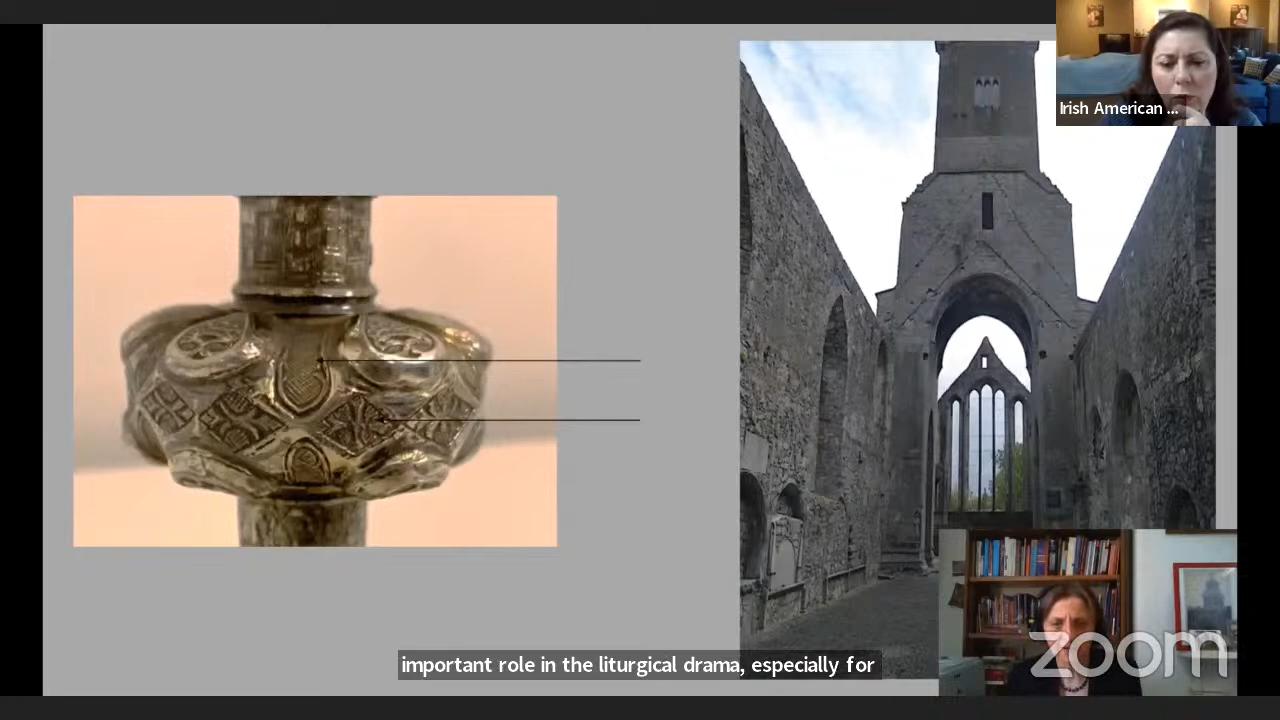 Irish American ...
important role in the liturgical drama, especially for
zoom